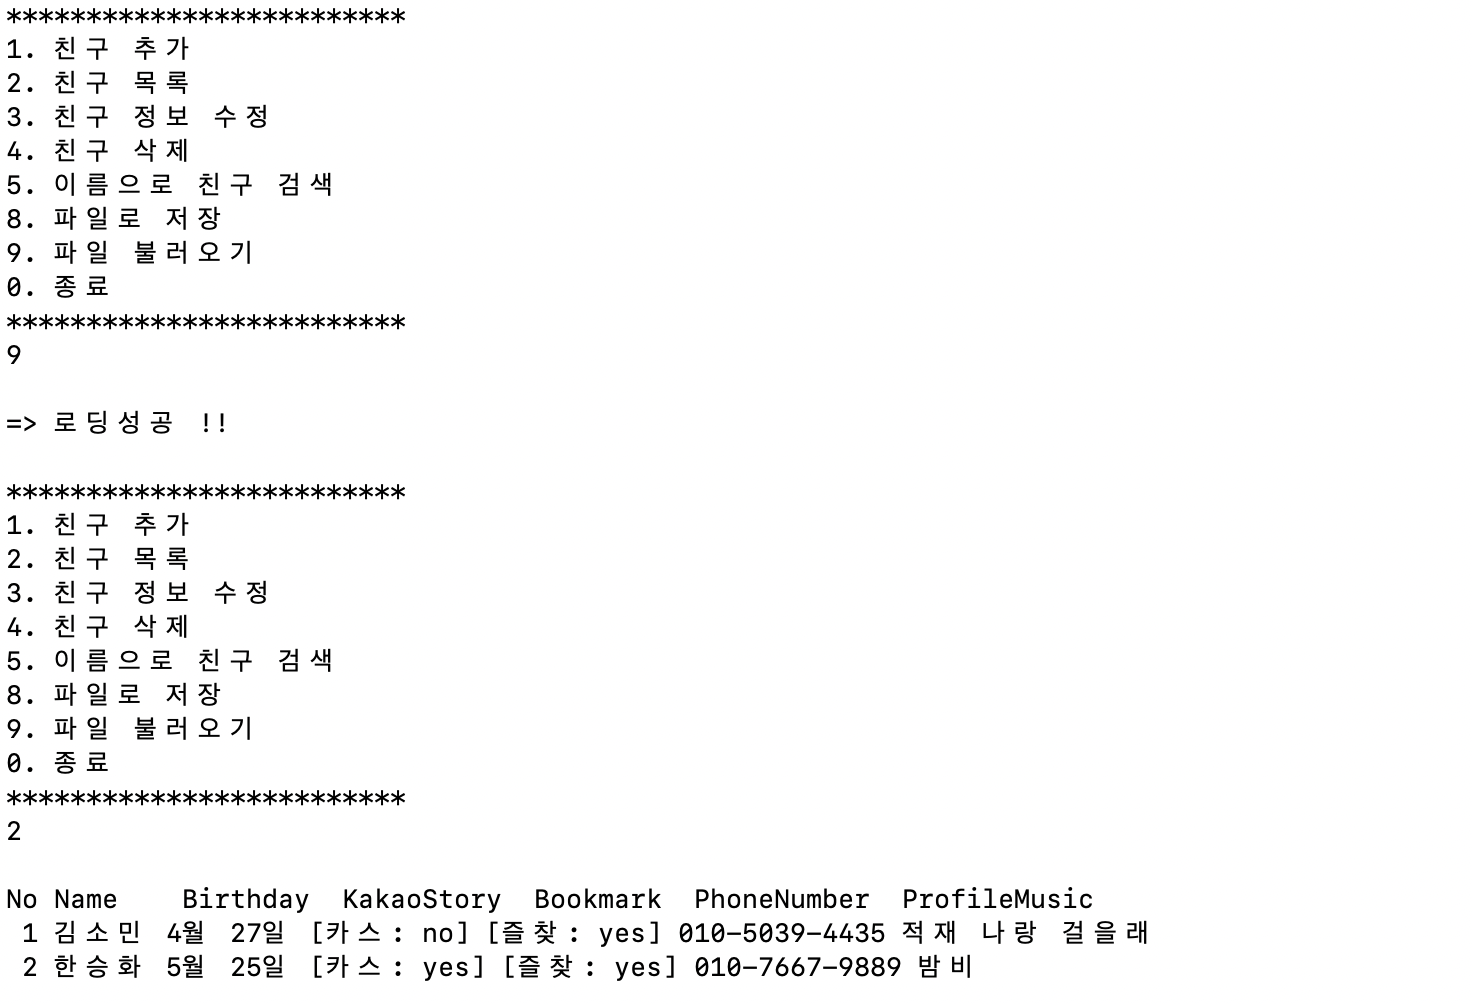 *************************
1. 친구 추가
2. 친구 목록
3. 친구 정보 수정
4. 친구 삭제
5. 이름으로 친구 검색
8. 파일로 저장
9. 파일 불러오기
0. 종료
*************************
9
=> 로딩성공 !!
*************************
1. 친구 추가
2. 친구 목록
3. 친구 정보 수정
4. 친구 삭제
5. 이름으로 친구 검색
8. 파일로 저장
9. 파일 불러오기
0. 종료
*************************
2
No Name    Birthday  KakaoStory  Bookmark  PhoneNumber  ProfileMusic
 1 김소민 4월 27일 [카스: no] [즐찾: yes] 010-5039-4435 적재 나랑 걸을래
 2 한승화 5월 25일 [카스: yes] [즐찾: yes] 010-7667-9889 밤비